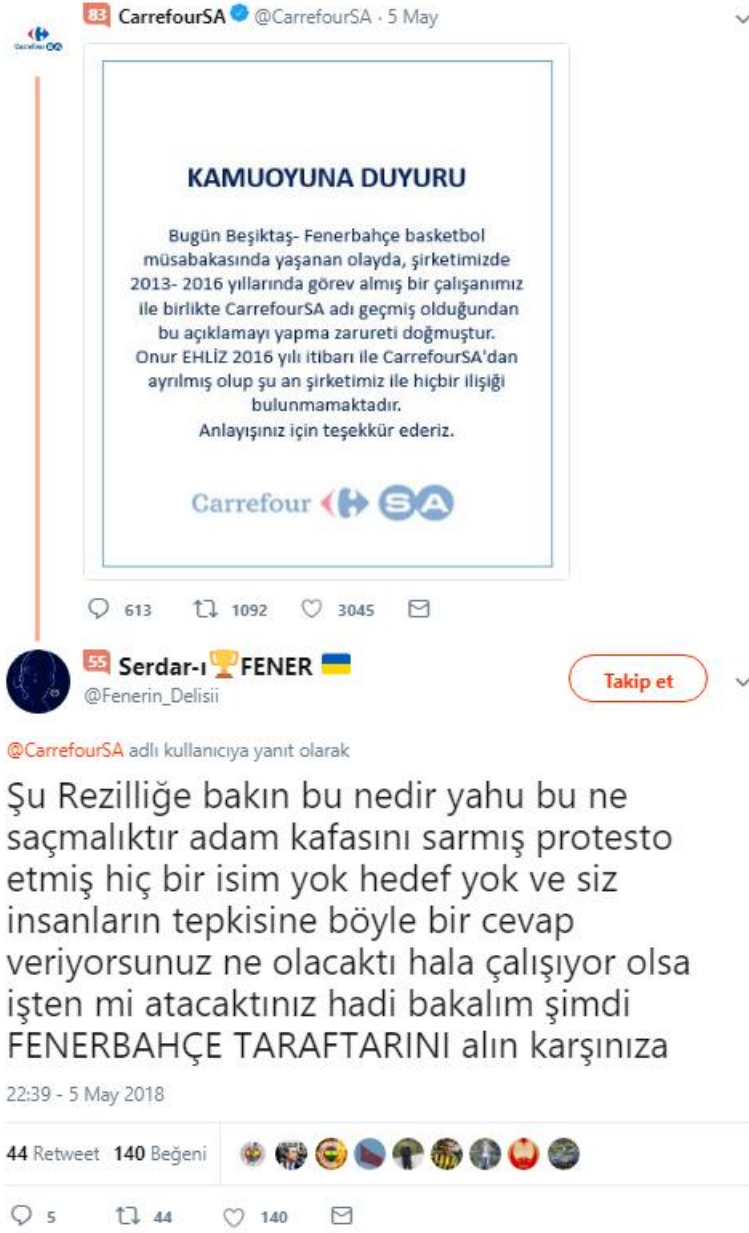 83 CarrefourSA @CarrefourSA · 5 May
Carrefour SA
KAMUOYUNA DUYURU
Bugün Beşiktaş- Fenerbahçe basketbol
müsabakasında yaşanan olayda, şirketimizde
2013- 2016 yıllarında görev almış bir çalışanımız
ile birlikte CarrefourSA adı geçmiş olduğundan
bu açıklamayı yapma zarureti doğmuştur.
Onur EHLİZ 2016 yılı itibarı ile CarrefourSA'dan
ayrılmış olup şu an şirketimiz ile hiçbir ilişiği
bulunmamaktadır.
Anlayışınız için teşekkür ederiz.
Carrefour SA
613 1092 3045
55 Serdar-ı FENER
@Fenerin_Delisii
Takip et
@CarrefourSA adlı kullanıcıya yanıt olarak
Şu Rezilliğe bakın bu nedir yahu bu ne
saçmalıktır adam kafasını sarmış protesto
etmiş hiç bir isim yok hedef yok ve siz
insanların tepkisine böyle bir cevap
veriyorsunuz ne olacaktı hala çalışıyor olsa
işten mi atacaktınız hadi bakalım şimdi
FENERBAHÇE TARAFTARINI alın karşınıza
22:39 - 5 May 2018
44 Retweet 140 Beğeni
5 44 140